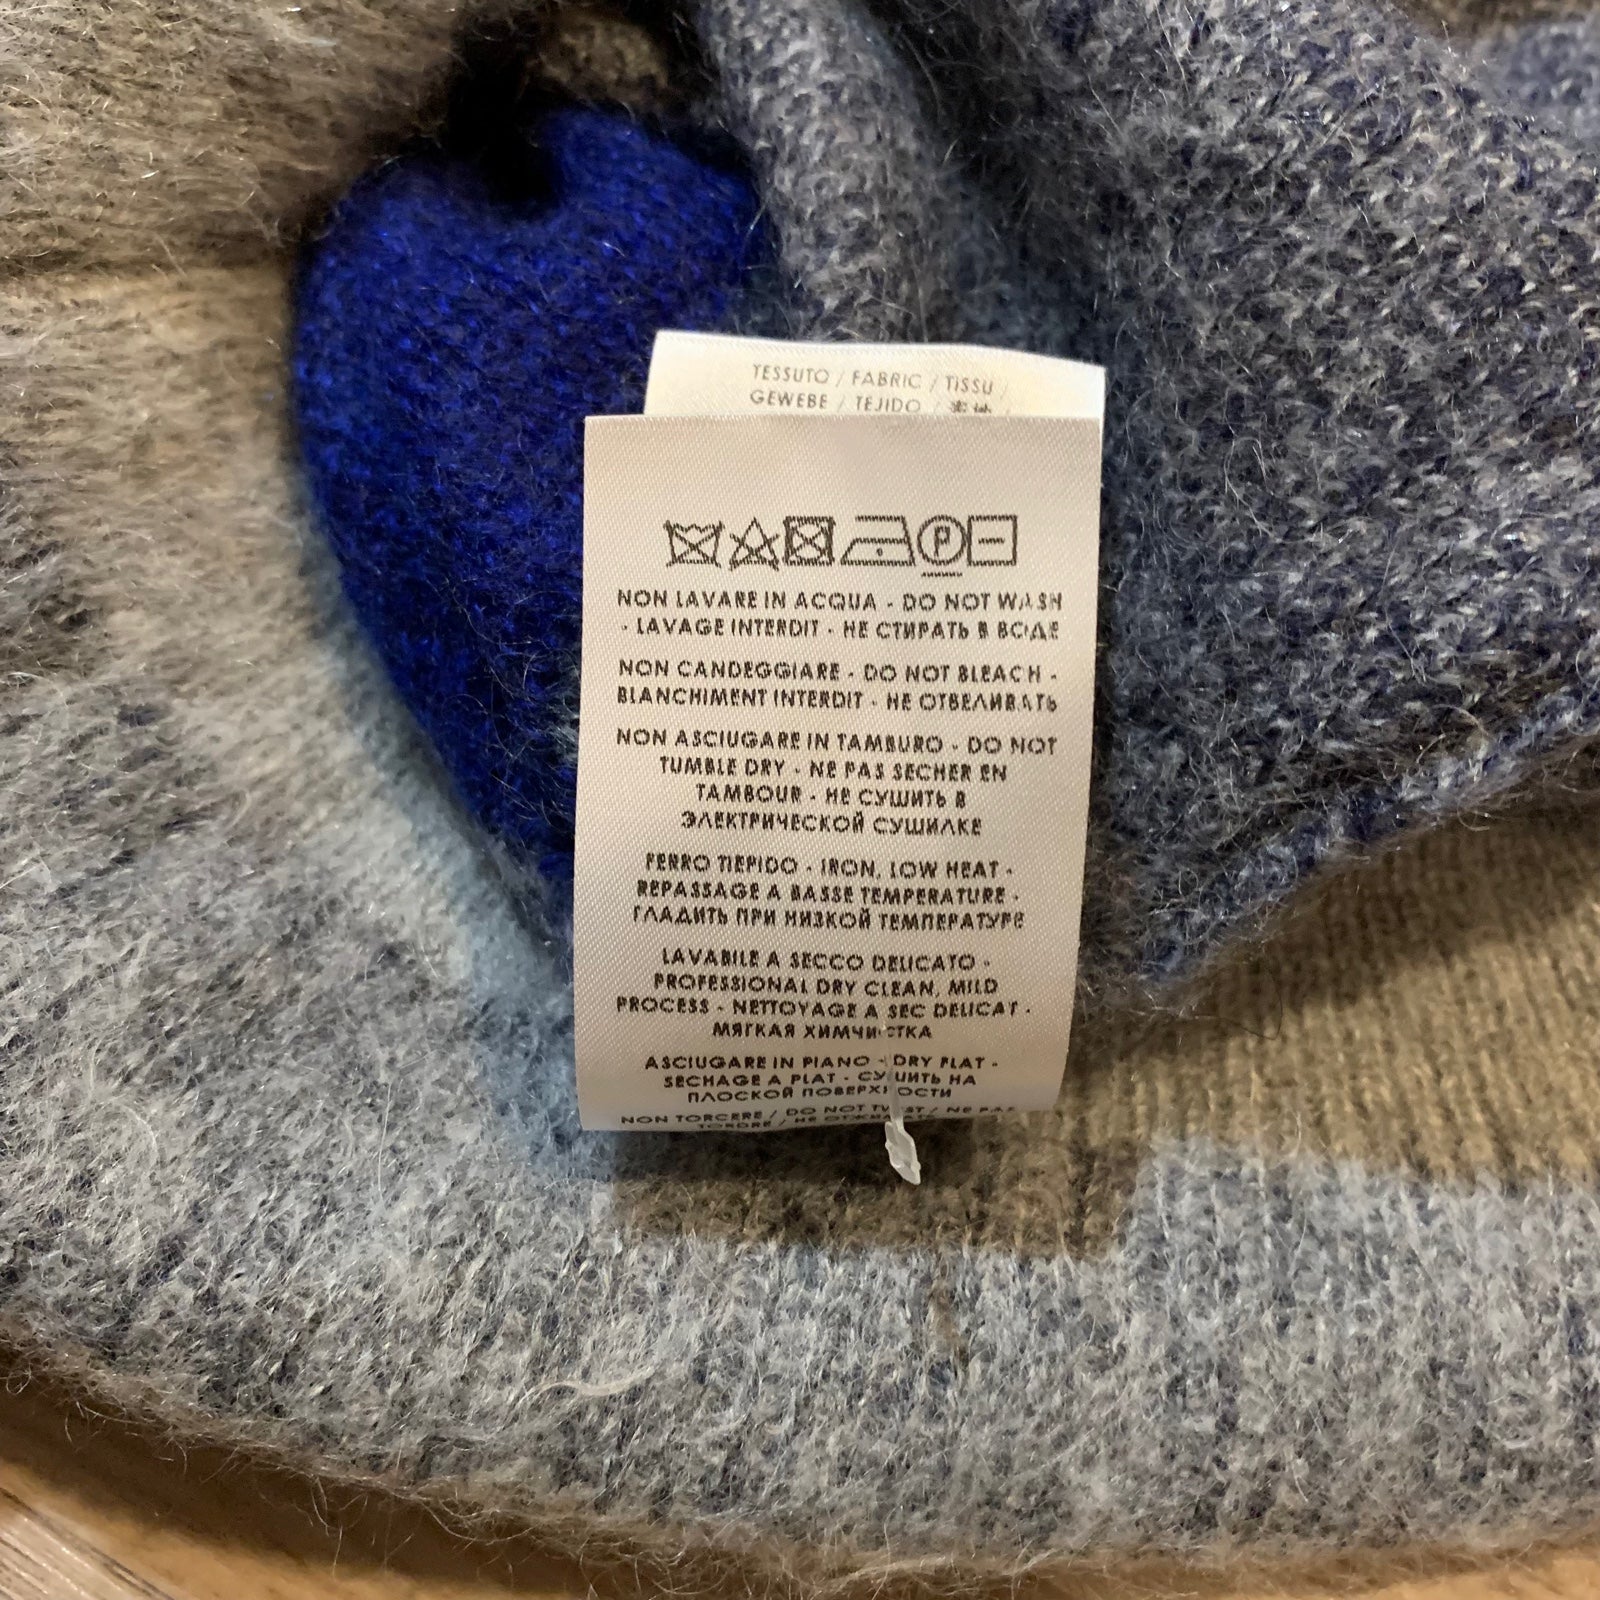 TESSUTO / FABRIC / TISSU /
GEWEBE / TEJIDO / /
P
NON LAVARE IN ACQUA - DO NOT WASH
- LAVAGE INTERDIT - НЕ СТИРАТЬ В ВОДЕ
NON CANDEGGIARE - DO NOT BLEACH -
BLANCHIMENT INTERDIT - НЕ ОТБЕЛИВАТЬ
NON ASCIUGARE IN TAMBURO - DO NOT
TUMBLE DRY - NE PAS SECHER EN
TAMBOUR - НЕ СУШИТЬ В
ЭЛЕКТРИЧЕСКОЙ СУШИЛКЕ
FERRO TIEPIDO - IRON, LOW HEAT -
REPASSAGE A BASSE TEMPERATURE -
ГЛАДИТЬ ПРИ НИЗКОЙ ТЕМПЕРАТУРЕ
LAVABILE A SECCO DELICATO -
PROFESSIONAL DRY CLEAN, MILD
PROCESS - NETTOYAGE A SEC DELICAT -
МЯГКАЯ ХИМЧИСТКА
ASCIUGARE IN PIANO - DRY FLAT -
SECHAGE A PLAT - СУШИТЬ НА
ПЛОСКОЙ ПОВЕРХНОСТИ
NON TORCERE / DO NOT TWIST / NE PAS
TORDRE / НЕ ОТЖИМАТЬ